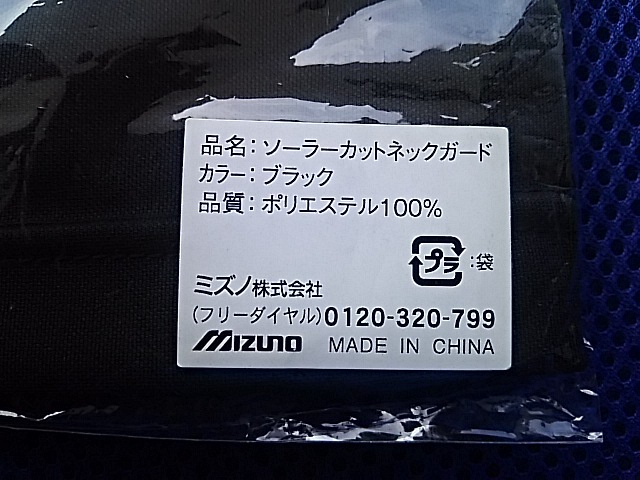 品名：ソーラーカットネックガード
カラー：ブラック
品質：ポリエステル100%
プラ：袋
ミズノ株式会社
(フリーダイヤル)0120-320-799
MIZUNO MADE IN CHINA